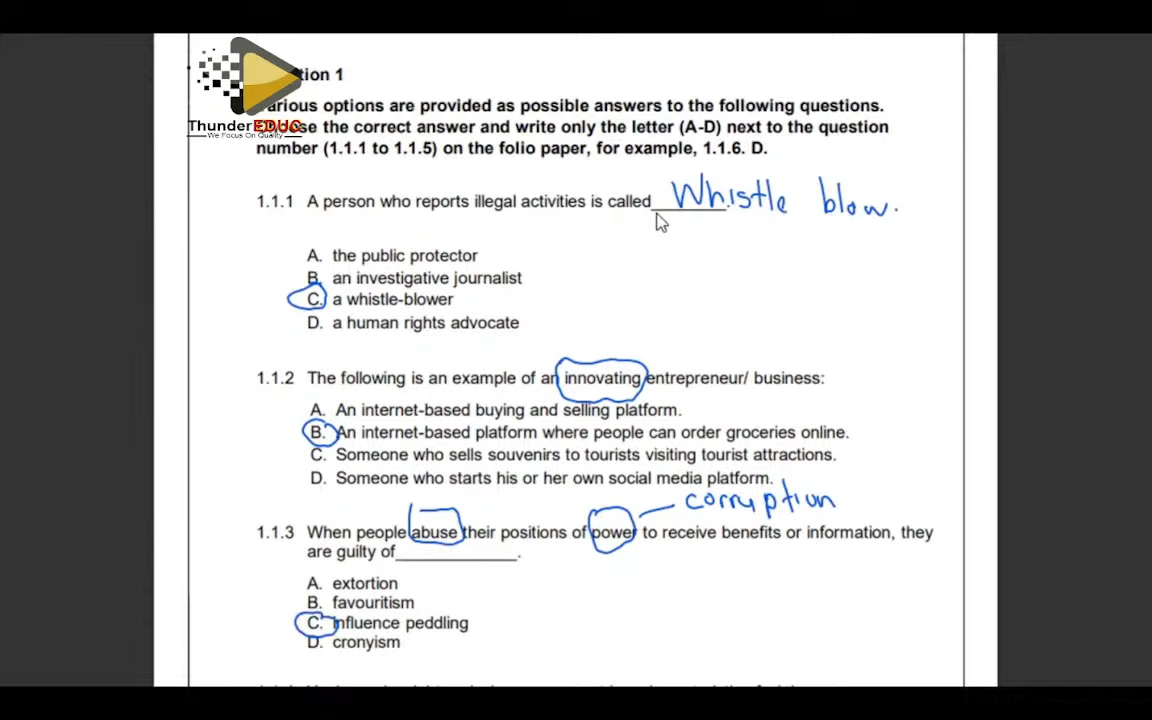 tion 1
arious options are provided as possible answers to the following questions.
Thunder EDUC se the correct answer and write only the letter (A-D) next to the question
We Focus On Quality
number (1.1.1 to 1.1.5) on the folio paper, for example, 1.1.6. D.
1.1.1 A person who reports illegal activities is called Whistle blow.
A. the public protector
B. an investigative journalist
C. a whistle-blower
D. a human rights advocate
1.1.2 The following is an example of an innovating entrepreneur/ business:
A. An internet-based buying and selling platform.
B. An internet-based platform where people can order groceries online.
C. Someone who sells souvenirs to tourists visiting tourist attractions.
D. Someone who starts his or her own social media platform.
corruption
1.1.3 When people abuse their positions of power to receive benefits or information, they
are guilty of____________.
A. extortion
B. favouritism
C. influence peddling
D. cronyism